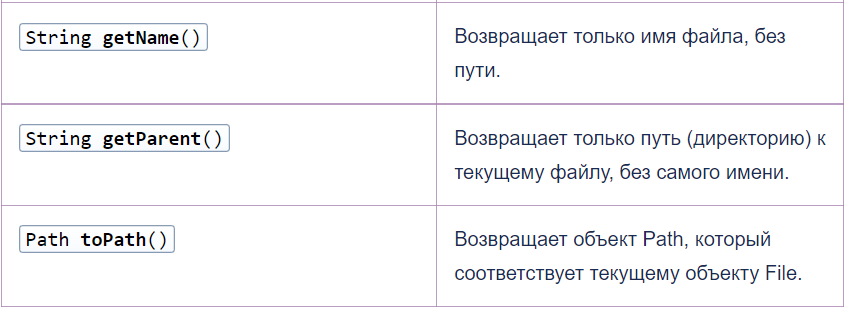 String getName()
Возвращает только имя файла, без
пути.
String getParent()
Возвращает только путь (директорию) к
текущему файлу, без самого имени.
Path toPath()
Возвращает объект Path, который
соответствует текущему объекту File.